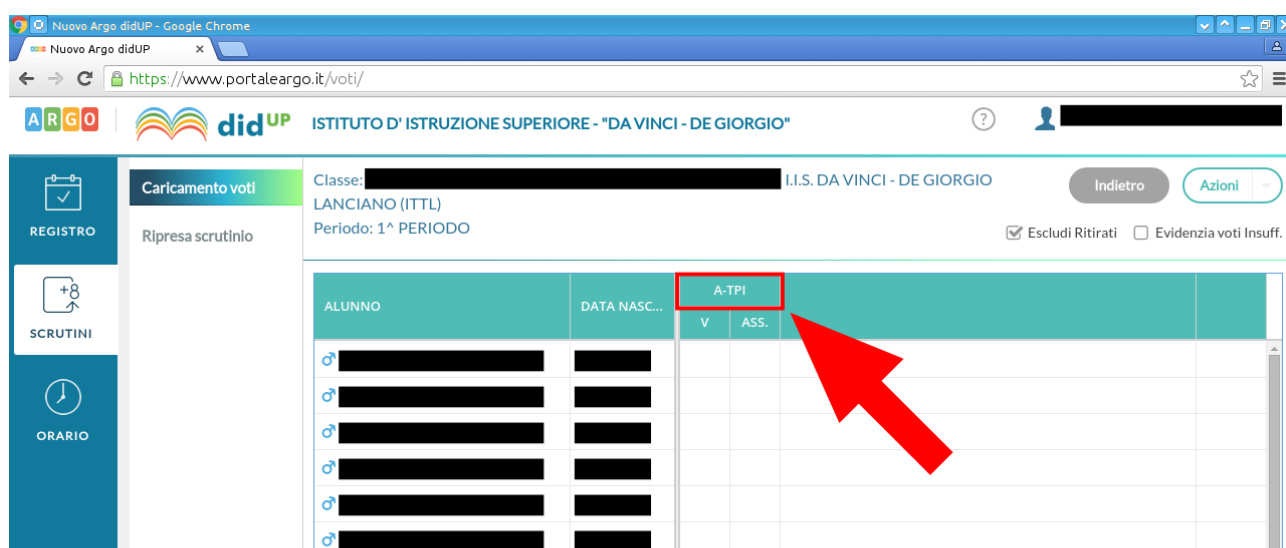 Nuovo Argo didUP - Google Chrome
Nuovo Argo didUP x
https://www.portaleargo.it/voti/
ARGO didUP ISTITUTO D' ISTRUZIONE SUPERIORE - "DA VINCI - DE GIORGIO" ?
REGISTRO
SCRUTINI
ORARIO
Caricamento voti
Ripresa scrutinio
Classe: I.I.S. DA VINCI - DE GIORGIO
LANCIANO (ITTL)
Periodo: 1^ PERIODO
Indietro Azioni
Escludi Ritirati Evidenzia voti Insuff.
ALUNNO DATA NASC... A-TPI
V ASS.